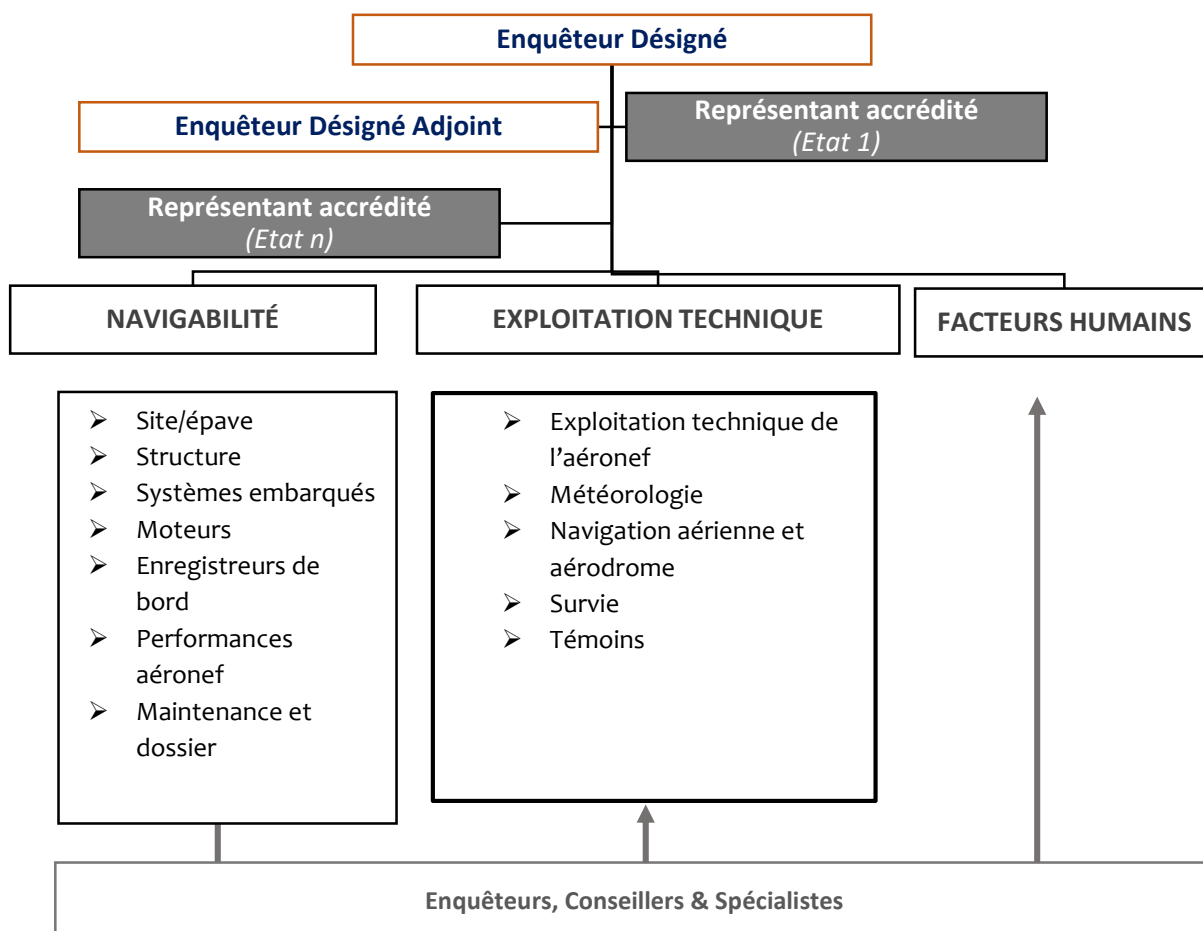 Enquêteur Désigné
Enquêteur Désigné Adjoint
Représentant accrédité
(Etat 1)
Représentant accrédité
(Etat n)
NAVIGABILITÉ
EXPLOITATION TECHNIQUE
FACTEURS HUMAINS
➢ Site/épave
➢ Structure
➢ Systèmes embarqués
➢ Moteurs
➢ Enregistreurs de
bord
➢ Performances
aéronef
➢ Maintenance et
dossier
➢ Exploitation technique de
l’aéronef
➢ Météorologie
➢ Navigation aérienne et
aérodrome
➢ Survie
➢ Témoins
Enquêteurs, Conseillers & Spécialistes